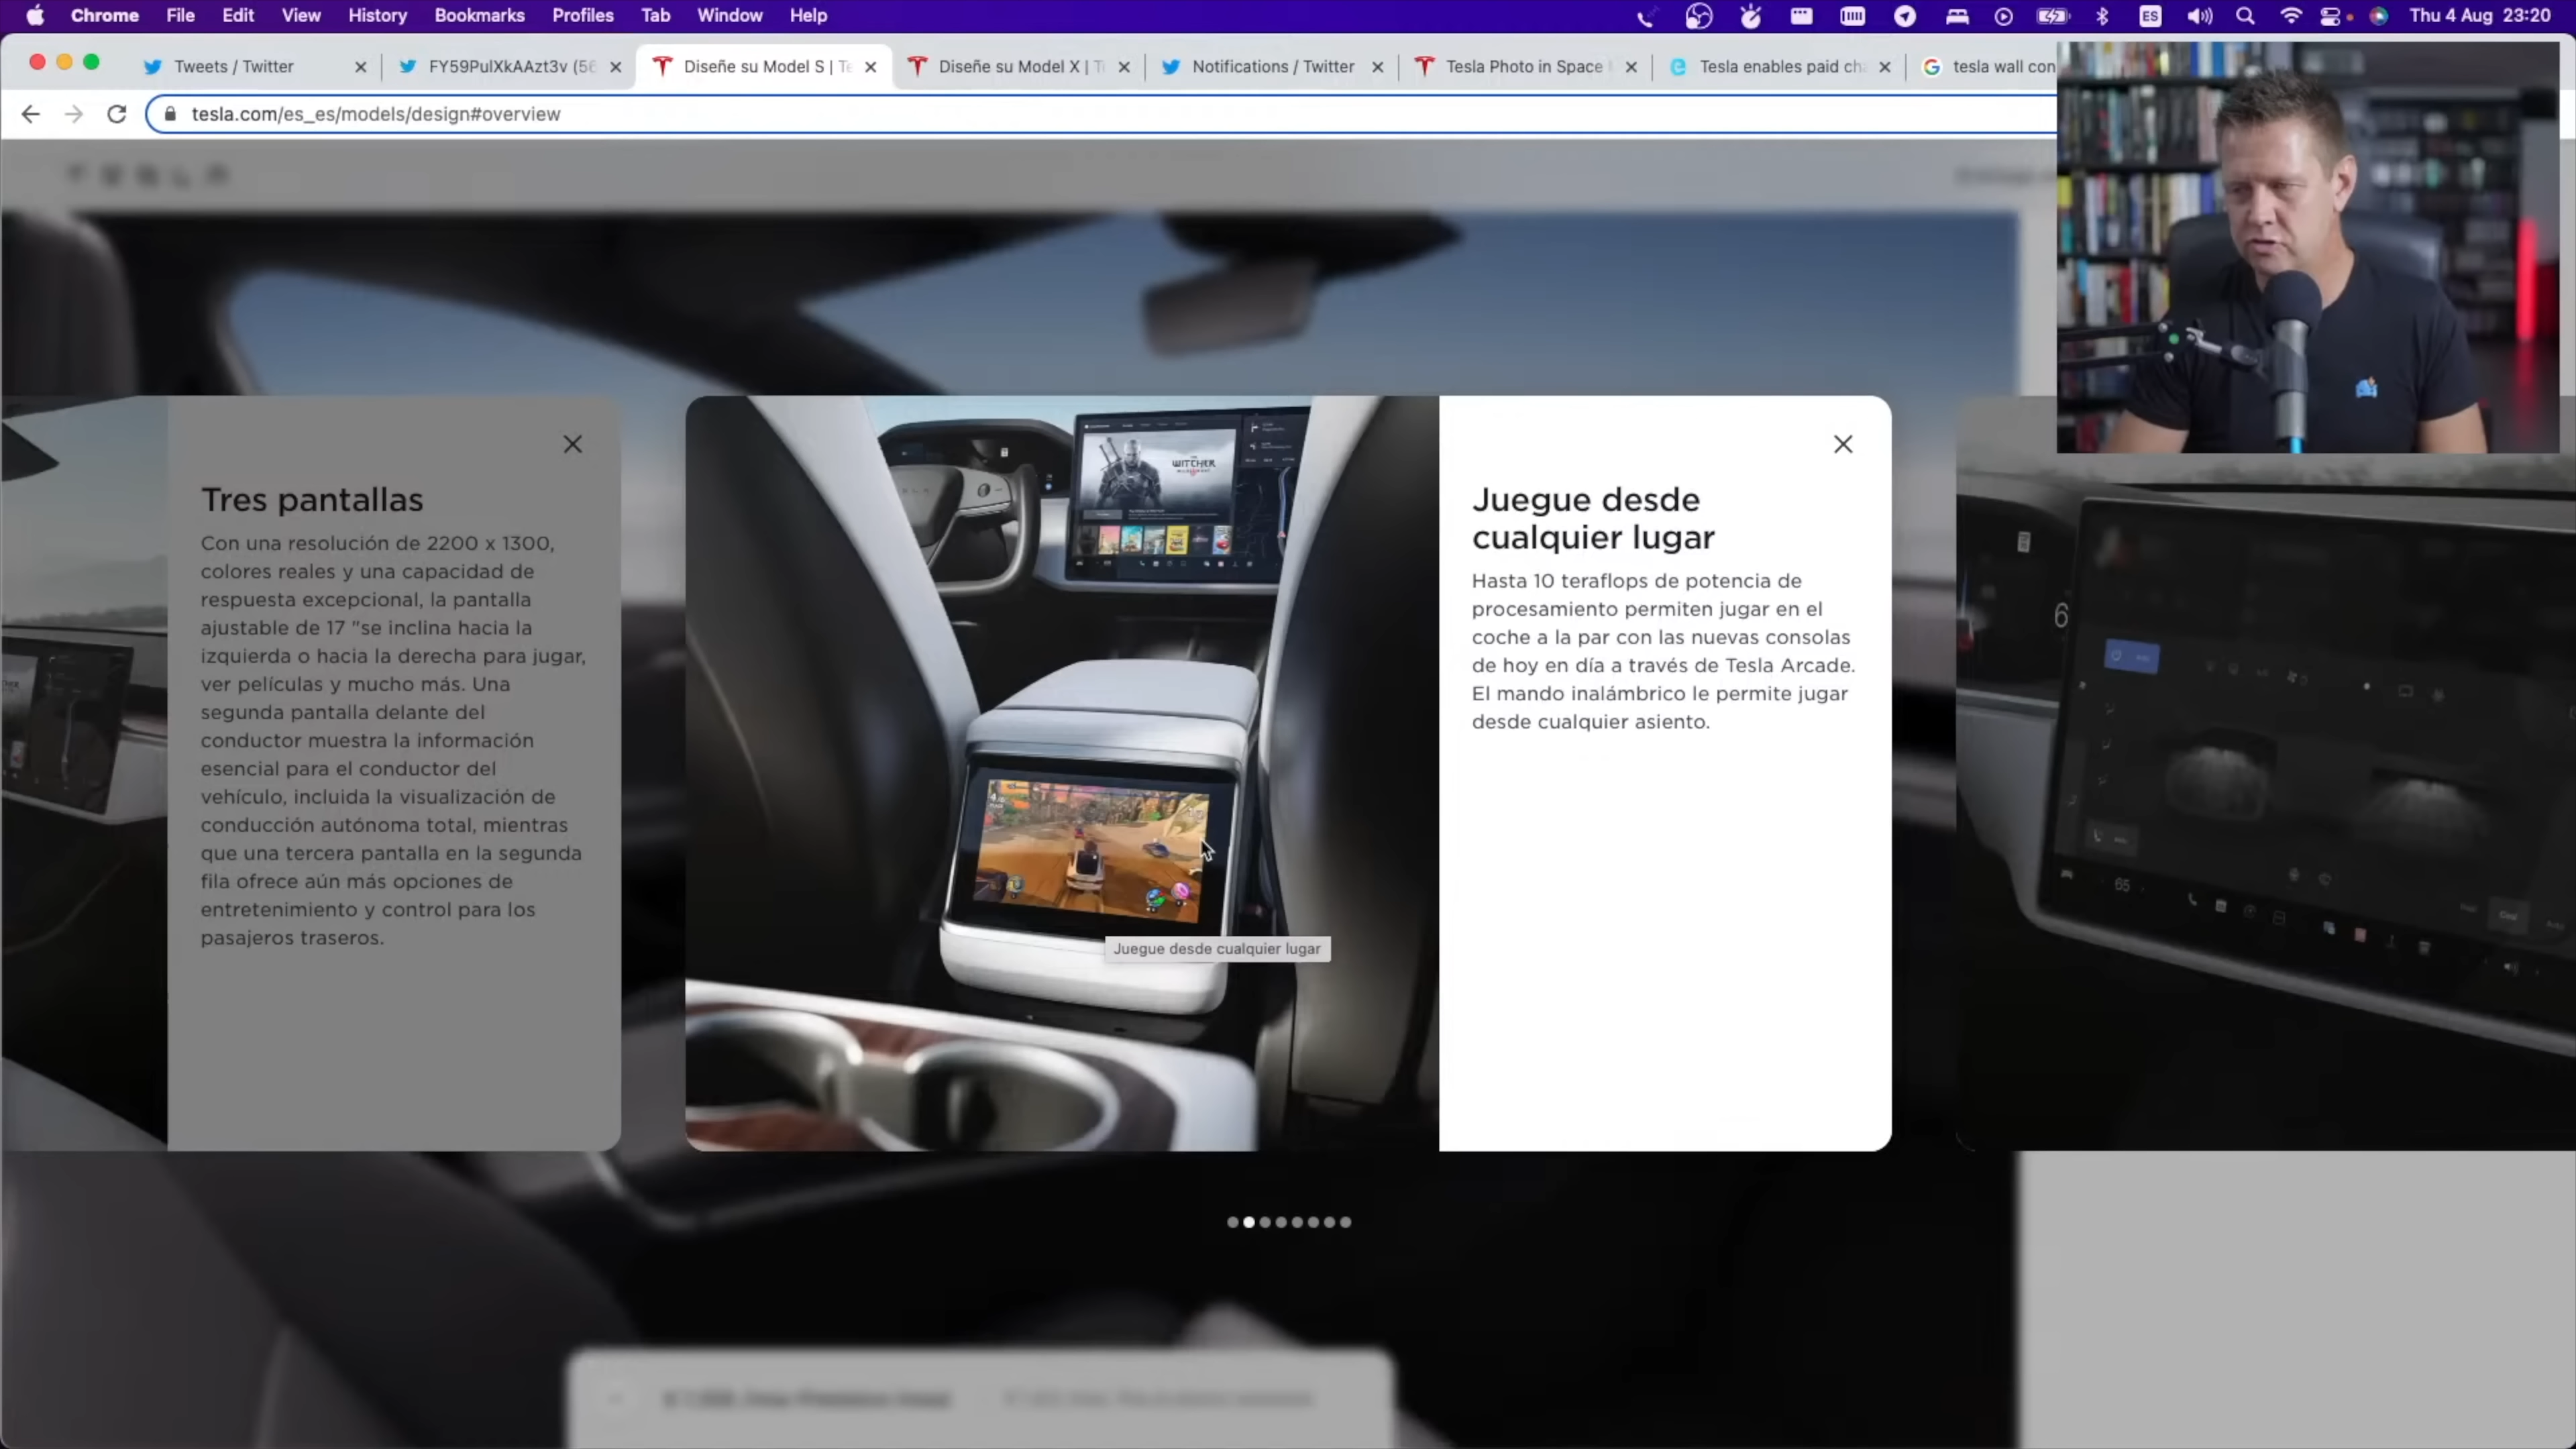 Chrome File Edit View History Bookmarks Profiles Tab Window Help
ES
Thu 4 Aug 23:20
Tweets / Twitter
FY59PulXkAAzt3v (56
Diseñe su Model S | Te
Diseñe su Model X | T
Notifications / Twitter
Tesla Photo in Space
Tesla enables paid cha
tesla wall con
tesla.com/es_es/models/design#overview
Tres pantallas
Con una resolución de 2200 x 1300,
colores reales y una capacidad de
respuesta excepcional, la pantalla
ajustable de 17 "se inclina hacia la
izquierda o hacia la derecha para jugar,
ver películas y mucho más. Una
segunda pantalla delante del
conductor muestra la información
esencial para el conductor del
vehículo, incluida la visualización de
conducción autónoma total, mientras
que una tercera pantalla en la segunda
fila ofrece aún más opciones de
entretenimiento y control para los
pasajeros traseros.
WITCHER
Juegue desde cualquier lugar
Juegue desde
cualquier lugar
Hasta 10 teraflops de potencia de
procesamiento permiten jugar en el
coche a la par con las nuevas consolas
de hoy en día a través de Tesla Arcade.
El mando inalámbrico le permite jugar
desde cualquier asiento.
6
65